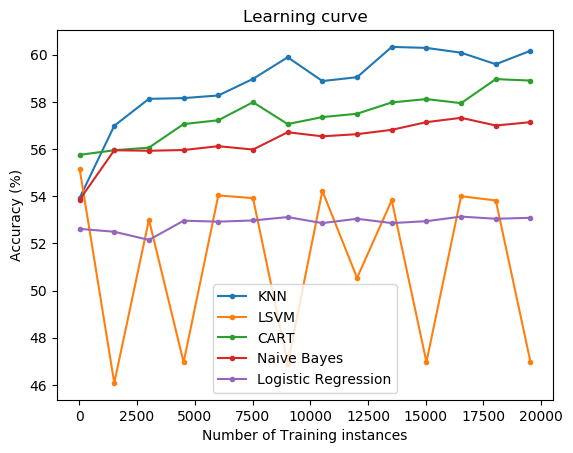 Learning curve
Accuracy (%)
60
58
56
54
52
50
48
46
KNN
LSVM
CART
Naive Bayes
Logistic Regression
0 2500 5000 7500 10000 12500 15000 17500 20000
Number of Training instances